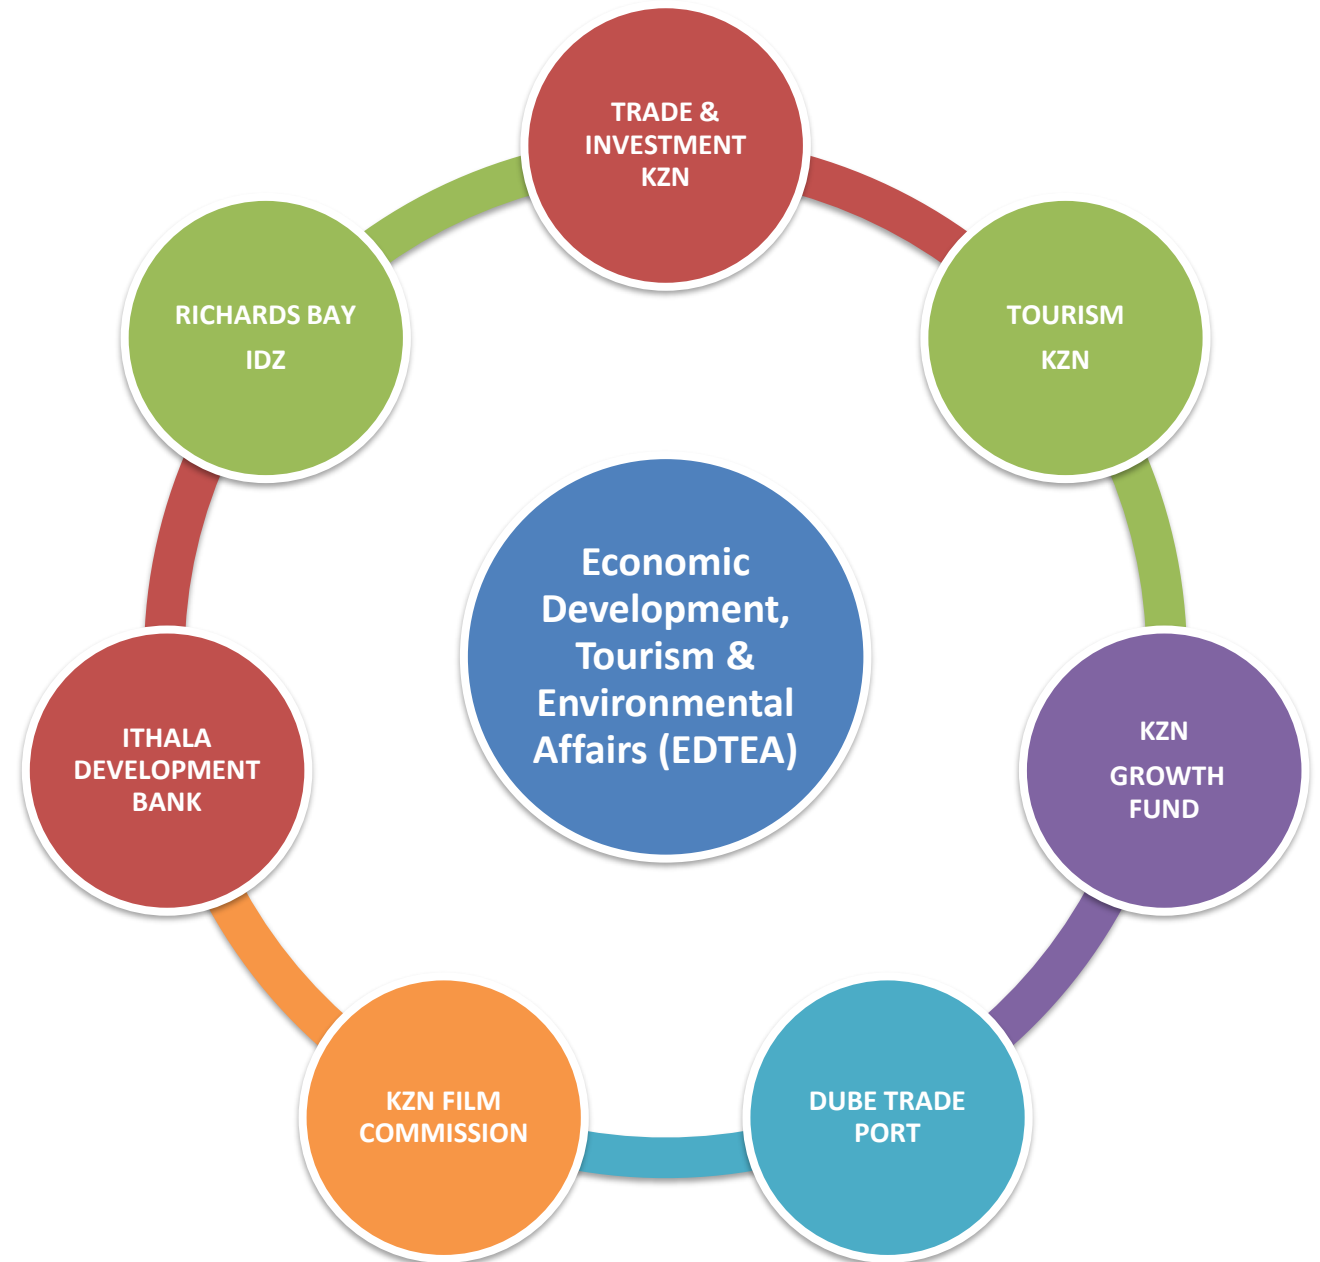 TRADE &
INVESTMENT
KZN
TOURISM
KZN
KZN
GROWTH
FUND
DUBE TRADE
PORT
KZN FILM
COMMISSION
ITHALA
DEVELOPMENT
BANK
RICHARDS BAY
IDZ
Economic
Development,
Tourism &
Environmental
Affairs (EDTEA)